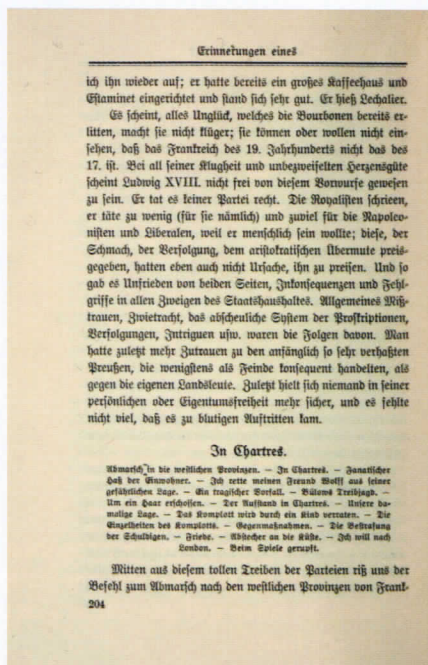 Erinnerungen eines
ich ihn wieder auf; er hatte bereits ein großes Kaffeehaus und
Estaminet eingerichtet und stand sich sehr gut. Er hieß Lechalier.
Es scheint, alles Unglück, welches die Bourbonen bereits er-
litten, macht sie nicht klüger; sie können oder wollen nicht ein-
sehen, daß das Frankreich des 19. Jahrhunderts nicht das des
17. ist. Bei all seiner Klugheit und unbezweifelten Herzensgüte
scheint Ludwig XVIII. nicht frei von diesem Vorwurfe gewesen
zu sein. Er tat es keiner Partei recht. Die Royalisten schrieen,
er täte zu wenig (für sie nämlich) und zuviel für die Napoleo-
nisten und Liberalen, weil er menschlich sein wollte; diese, der
Schmach, der Verfolgung, dem aristokratischen Übermute preis-
gegeben, hatten eben auch nicht Ursache, ihn zu preisen. Und so
gab es Unfrieden von beiden Seiten, Inkonsequenzen und Fehl-
griffe in allen Zweigen des Staatshaushaltes. Allgemeines Miß-
trauen, Zwietracht, das abscheuliche System der Proskriptionen,
Verfolgungen, Intriguen usw. waren die Folgen davon. Man
hatte zuletzt mehr Zutrauen zu den anfänglich so sehr verhaßten
Preußen, die wenigstens als Feinde konsequent handelten, als
gegen die eigenen Landsleute. Zuletzt hielt sich niemand in seiner
persönlichen oder Eigentumsfreiheit mehr sicher, und es fehlte
nicht viel, daß es zu blutigen Auftritten kam.
In Chartres.
Abmarsch in die westlichen Provinzen. — In Chartres. — Fanatischer
Haß der Einwohner. — Ich rette meinen Freund Wolff aus seiner
gefährlichen Lage. — Ein tragischer Vorfall. — Bülows Treibjagd. —
Um ein Haar erschossen. — Der Aufstand in Chartres. — Unsere da-
malige Lage. — Das Komplott wird durch ein Kind verraten. — Die
Einzelheiten des Komplotts. — Gegenmaßnahmen. — Die Bestrafung
der Schuldigen. — Friede. — Abstecher an die Küste. — Ich will nach
London. — Beim Spiele gerupft.
Mitten aus diesem tollen Treiben der Parteien riß uns der
Befehl zum Abmarsch nach den westlichen Provinzen von Frank-
204